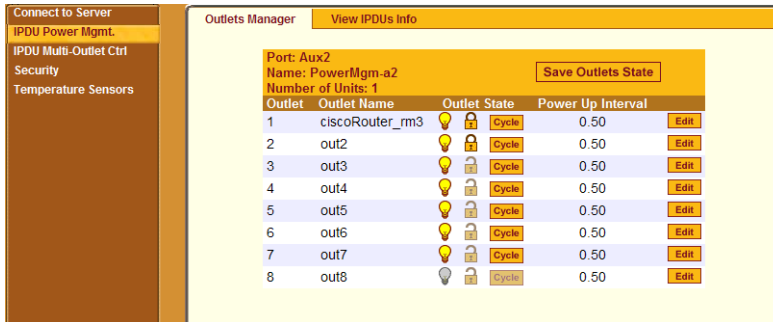 Connect to Server
IPDU Power Mgmt.
IPDU Multi-Outlet Ctrl
Security
Temperature Sensors
Outlets Manager View IPDUs Info
Port: Aux2
Name: PowerMgm-a2
Number of Units: 1
Save Outlets State
Outlet Outlet Name Outlet State Power Up Interval
1 ciscoRouter_rm3 Cycle 0.50 Edit
2 out2 Cycle 0.50 Edit
3 out3 Cycle 0.50 Edit
4 out4 Cycle 0.50 Edit
5 out5 Cycle 0.50 Edit
6 out6 Cycle 0.50 Edit
7 out7 Cycle 0.50 Edit
8 out8 Cycle 0.50 Edit